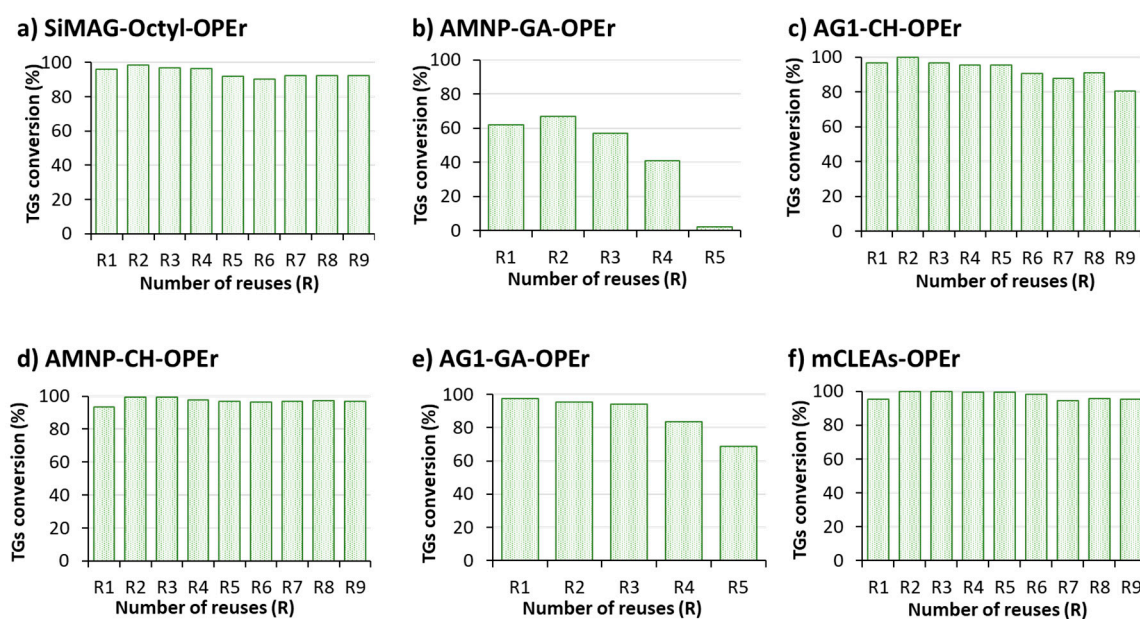 a) SiMAG-Octyl-OPEr
TGs conversion (%)
100
80
60
40
20
0
R1 R2 R3 R4 R5 R6 R7 R8 R9
Number of reuses (R)
b) AMNP-GA-OPEr
TGs conversion (%)
100
80
60
40
20
0
R1 R2 R3 R4 R5
Number of reuses (R)
c) AG1-CH-OPEr
TGs conversion (%)
100
80
60
40
20
0
R1 R2 R3 R4 R5 R6 R7 R8 R9
Number of reuses (R)
d) AMNP-CH-OPEr
TGs conversion (%)
100
80
60
40
20
0
R1 R2 R3 R4 R5 R6 R7 R8 R9
Number of reuses (R)
e) AG1-GA-OPEr
TGs conversion (%)
100
80
60
40
20
0
R1 R2 R3 R4 R5
Number of reuses (R)
f) mCLEAs-OPEr
TGs conversion (%)
100
80
60
40
20
0
R1 R2 R3 R4 R5 R6 R7 R8 R9
Number of reuses (R)